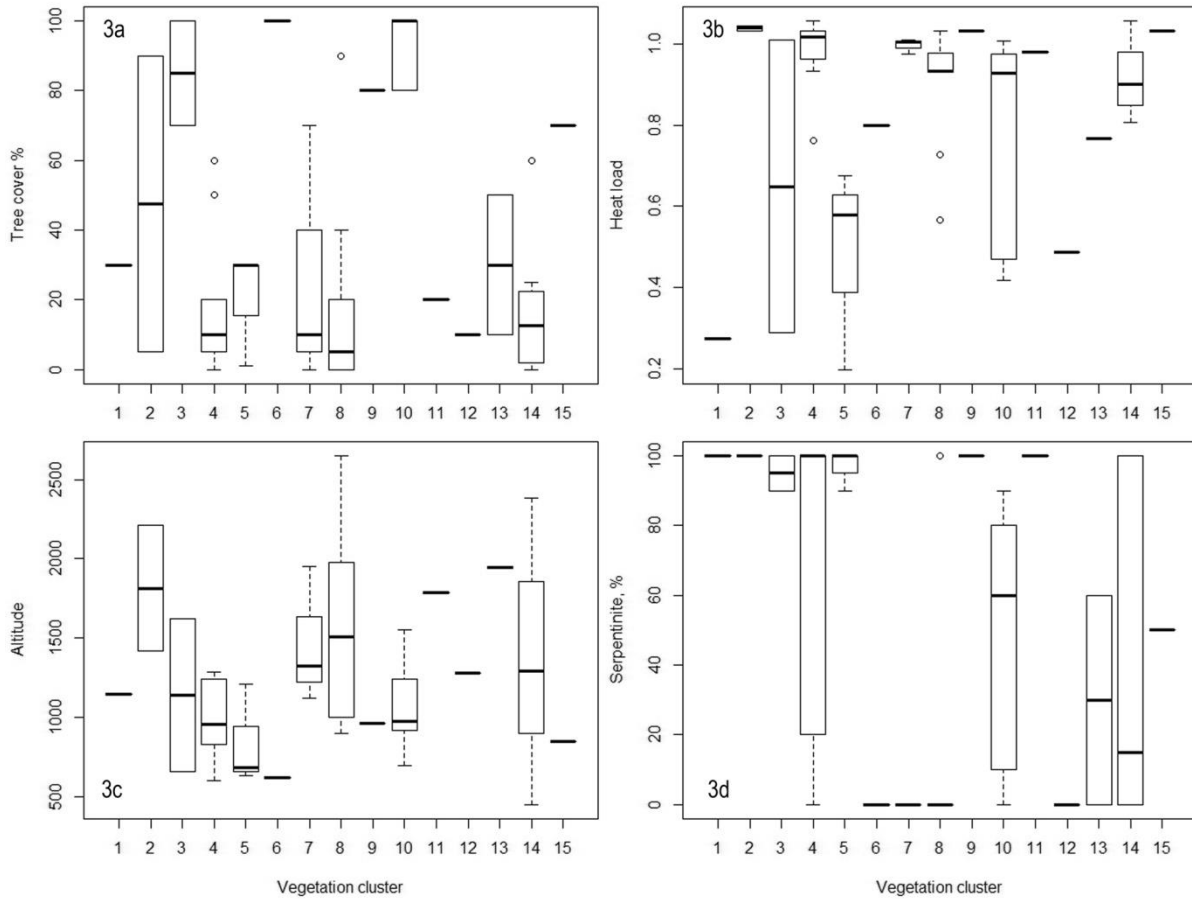 3a
Tree cover %
100
80
60
40
20
0
1 2 3 4 5 6 7 8 9 10 11 12 13 14 15
3b
Heat load
1.0
0.8
0.6
0.4
0.2
1 2 3 4 5 6 7 8 9 10 11 12 13 14 15
3c
Altitude
2500
2000
1500
1000
500
1 2 3 4 5 6 7 8 9 10 11 12 13 14 15
Vegetation cluster
3d
Serpentinite, %
100
80
60
40
20
0
1 2 3 4 5 6 7 8 9 10 11 12 13 14 15
Vegetation cluster